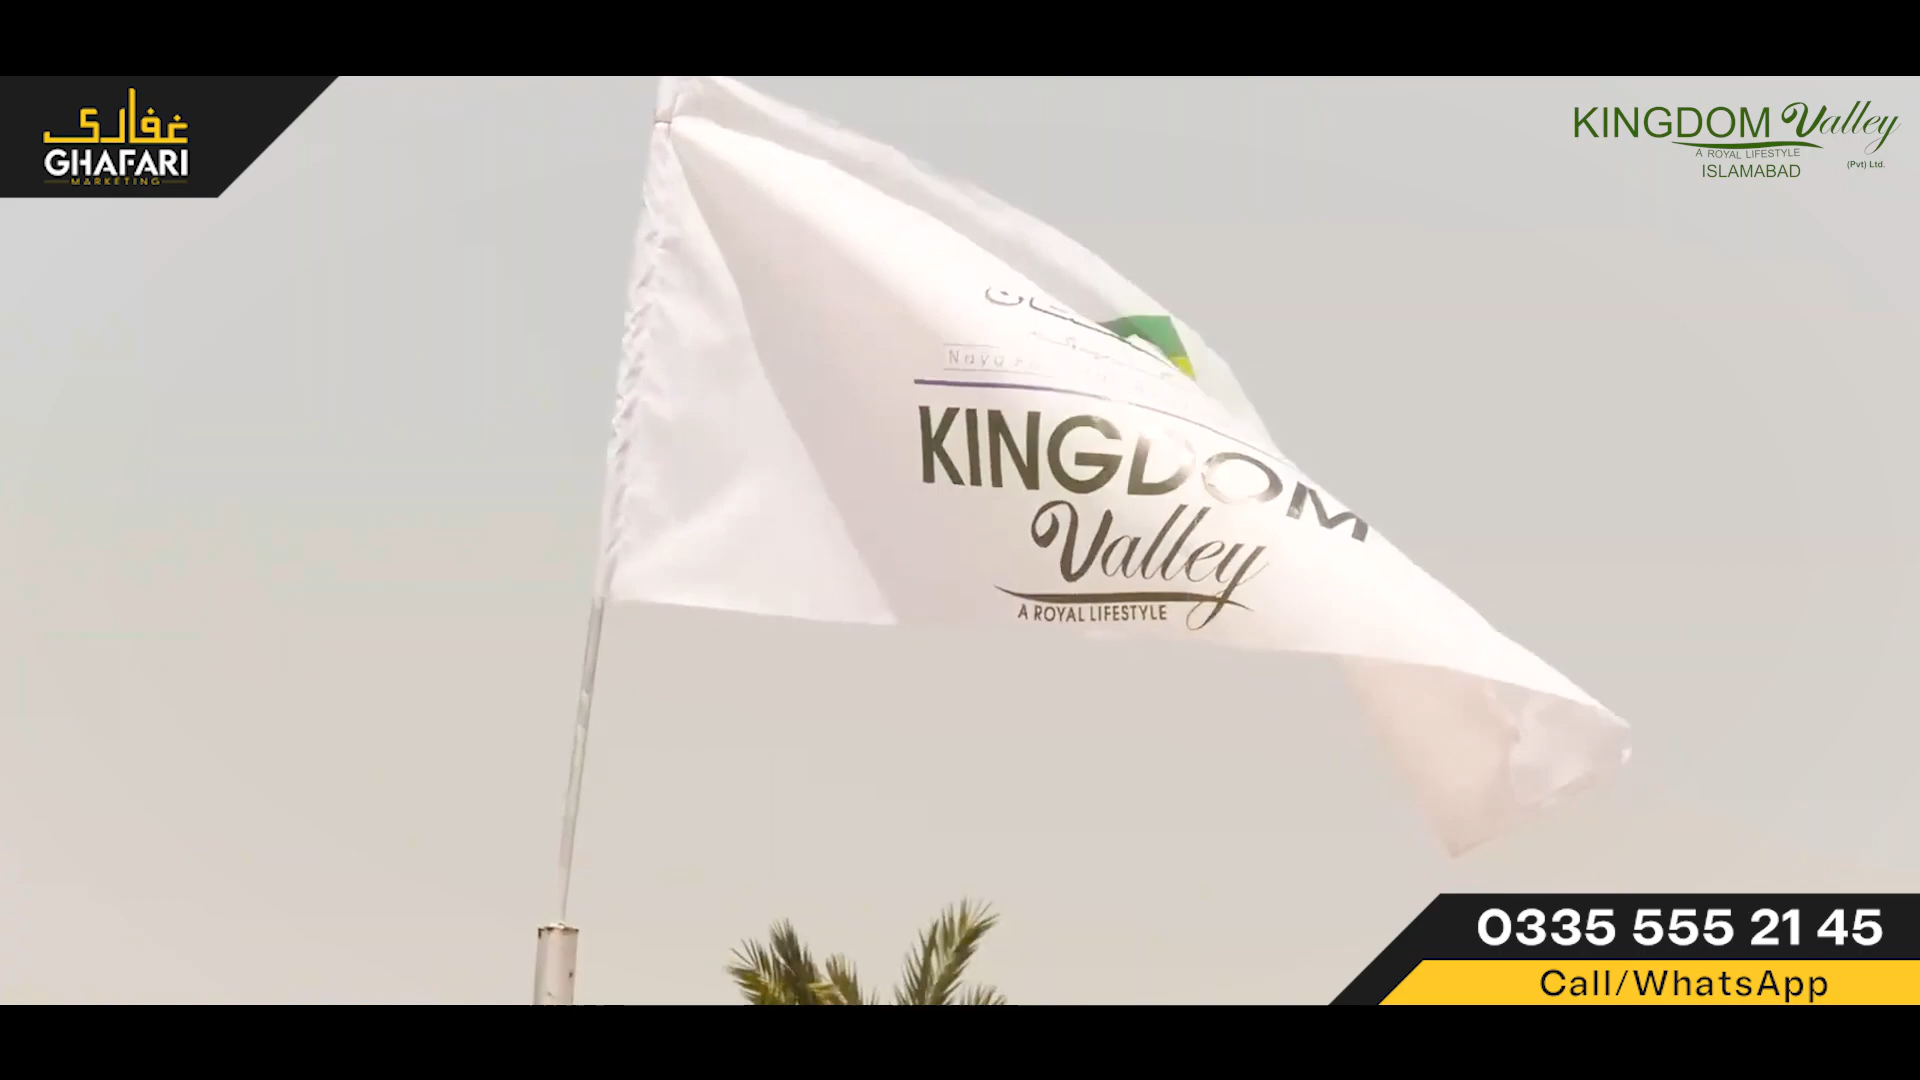 غفاری
GHAFARI
MARKETING
KINGDOM Valley
A ROYAL LIFESTYLE
(Pvt) Ltd.
ISLAMABAD
Naya
KINGDOM
Valley
A ROYAL LIFESTYLE
0335 555 21 45
Call/WhatsApp